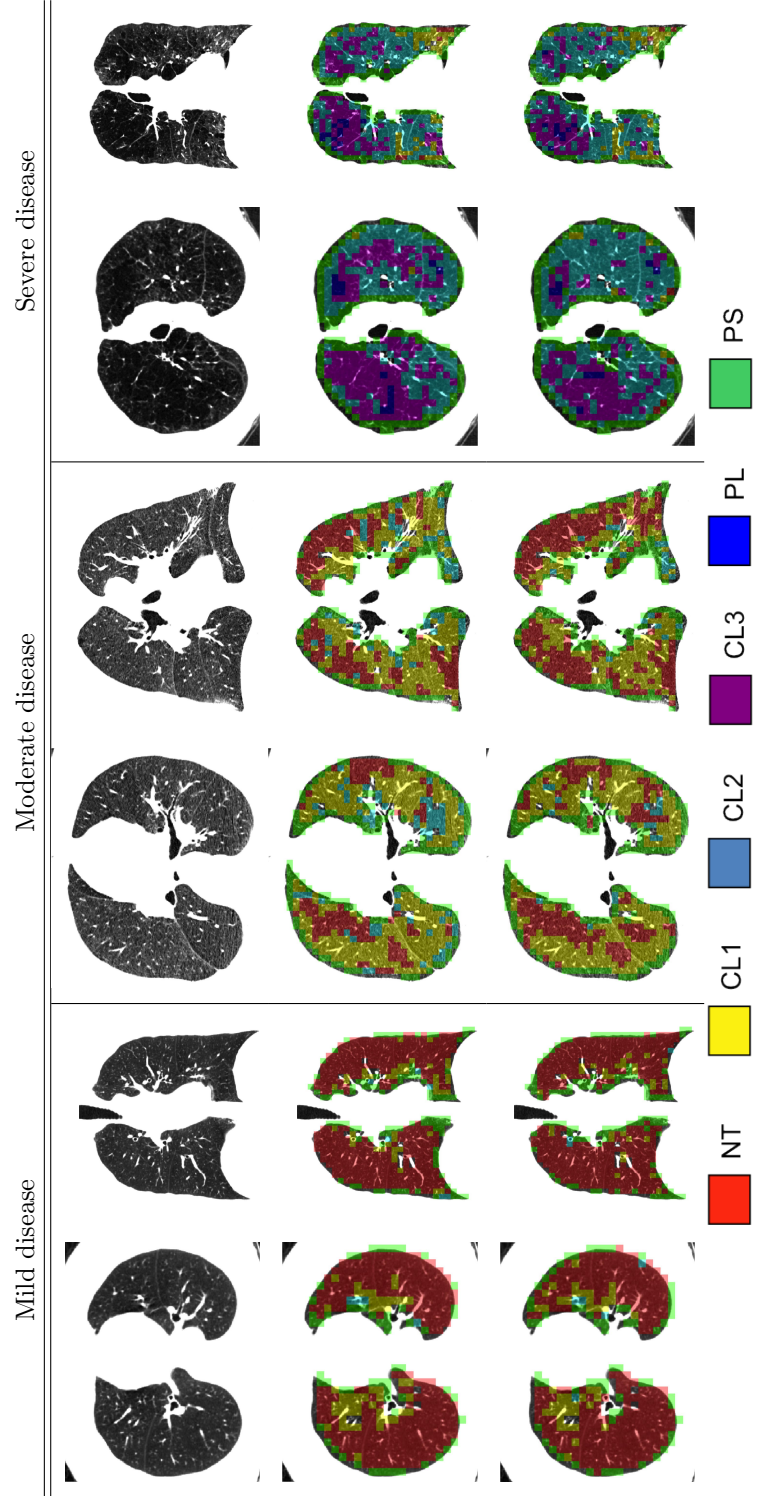 Mild disease
Moderate disease
Severe disease
NT
CL1
CL2
CL3
PL
PS